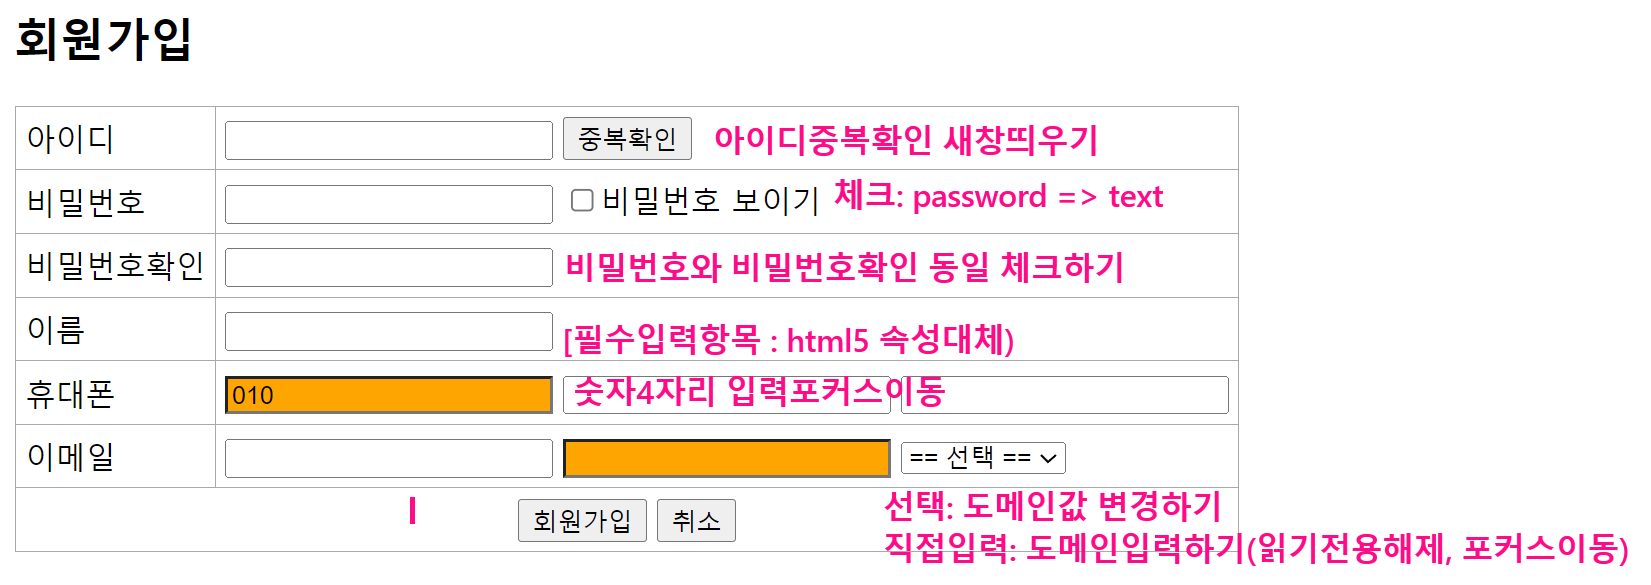 회원가입
아이디 중복확인 아이디중복확인 새창띄우기
비밀번호 비밀번호 보이기 체크: password => text
비밀번호확인 비밀번호와 비밀번호확인 동일 체크하기
이름 [필수입력항목 : html5 속성대체)
휴대폰 010 숫자4자리 입력포커스이동
이메일 == 선택 ==
회원가입 취소 선택: 도메인값 변경하기
직접입력: 도메인입력하기(읽기전용해제, 포커스이동)